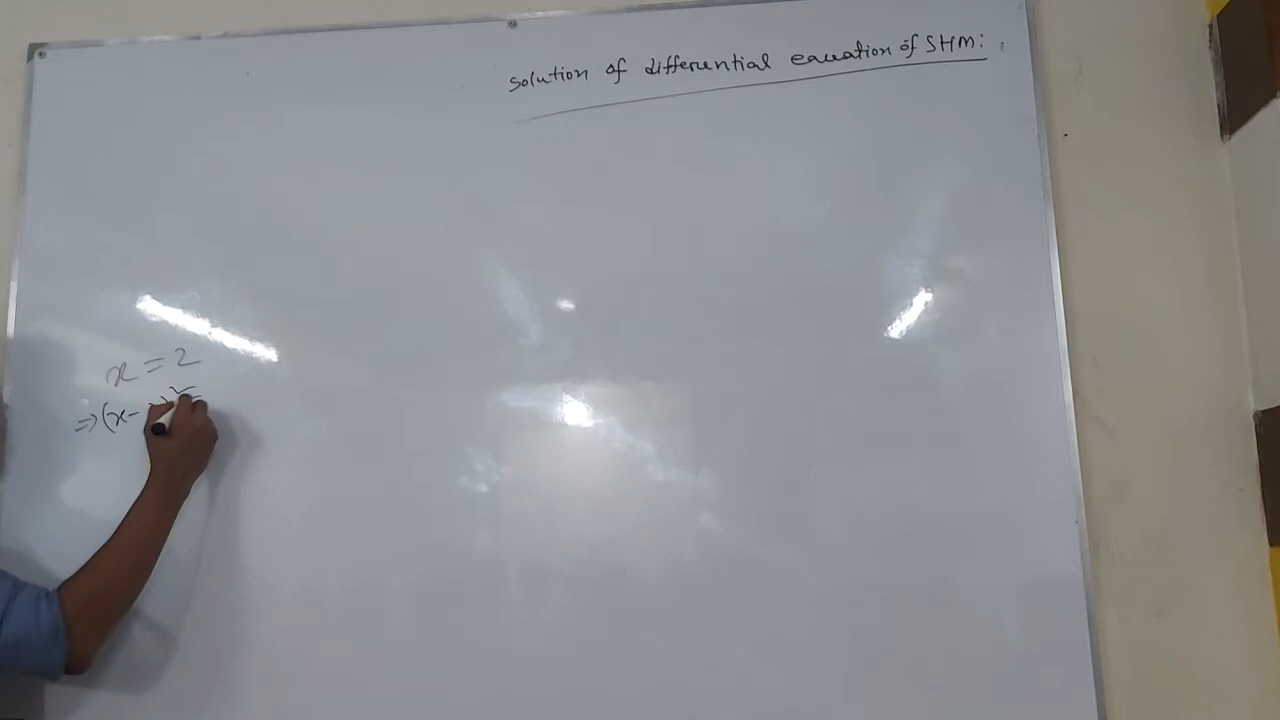 Solution of differential equation of SHM:
x = 2
⇒ (x-